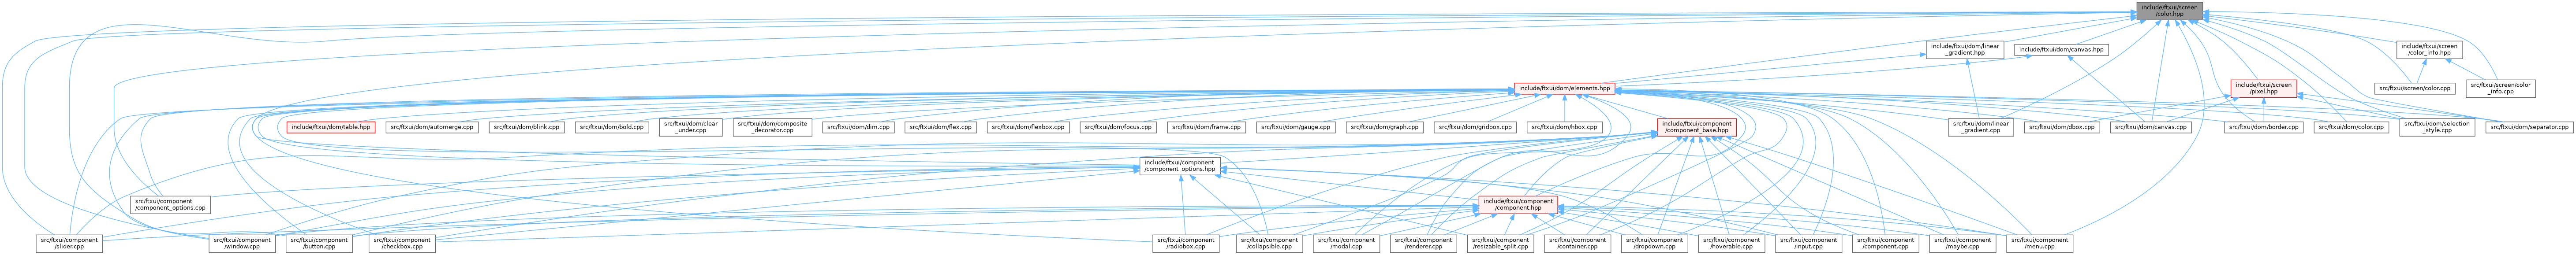 include/ftxui/screen
/color.hpp
include/ftxui/dom/linear
_gradient.hpp
include/ftxui/dom/canvas.hpp
include/ftxui/screen
/color_info.hpp
include/ftxui/dom/elements.hpp
include/ftxui/screen
/pixel.hpp
src/ftxui/screen/color.cpp
src/ftxui/screen/color
_info.cpp
include/ftxui/dom/table.hpp
src/ftxui/dom/automerge.cpp
src/ftxui/dom/blink.cpp
src/ftxui/dom/bold.cpp
src/ftxui/dom/clear
_under.cpp
src/ftxui/dom/composite
_decorator.cpp
src/ftxui/dom/dim.cpp
src/ftxui/dom/flex.cpp
src/ftxui/dom/flexbox.cpp
src/ftxui/dom/focus.cpp
src/ftxui/dom/frame.cpp
src/ftxui/dom/gauge.cpp
src/ftxui/dom/graph.cpp
src/ftxui/dom/gridbox.cpp
src/ftxui/dom/hbox.cpp
include/ftxui/component
/component_base.hpp
src/ftxui/dom/linear
_gradient.cpp
src/ftxui/dom/dbox.cpp
src/ftxui/dom/canvas.cpp
src/ftxui/dom/border.cpp
src/ftxui/dom/color.cpp
src/ftxui/dom/selection
_style.cpp
src/ftxui/dom/separator.cpp
include/ftxui/component
/component_options.hpp
src/ftxui/component
/component_options.cpp
include/ftxui/component
/component.hpp
src/ftxui/component
/slider.cpp
src/ftxui/component
/window.cpp
src/ftxui/component
/button.cpp
src/ftxui/component
/checkbox.cpp
src/ftxui/component
/radiobox.cpp
src/ftxui/component
/collapsible.cpp
src/ftxui/component
/modal.cpp
src/ftxui/component
/renderer.cpp
src/ftxui/component
/resizable_split.cpp
src/ftxui/component
/container.cpp
src/ftxui/component
/dropdown.cpp
src/ftxui/component
/hoverable.cpp
src/ftxui/component
/input.cpp
src/ftxui/component
/component.cpp
src/ftxui/component
/maybe.cpp
src/ftxui/component
/menu.cpp